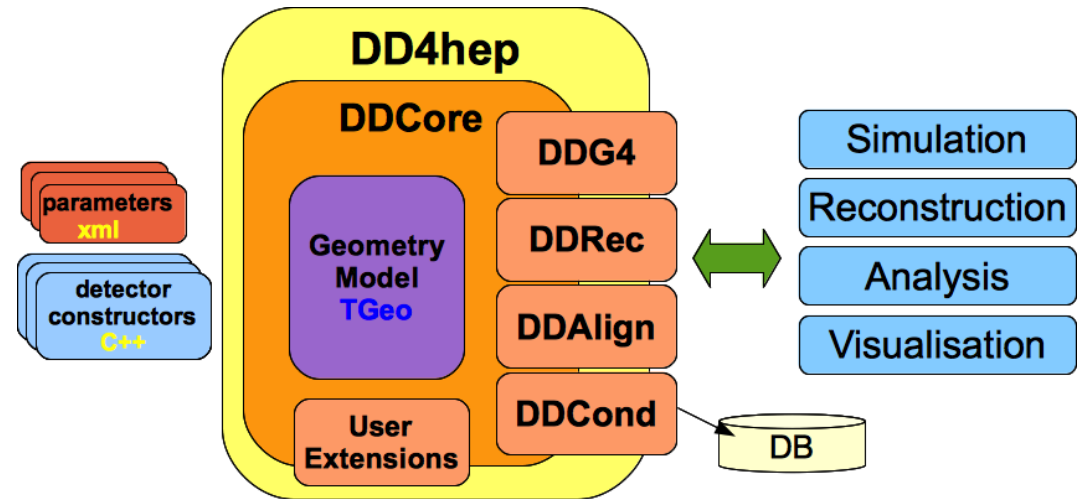 DD4hep
DDCore
parameters
xml
detector
constructors
C++
Geometry
Model
TGeo
User
Extensions
DDG4
DDRec
DDAlign
DDCond
Simulation
Reconstruction
Analysis
Visualisation
DB